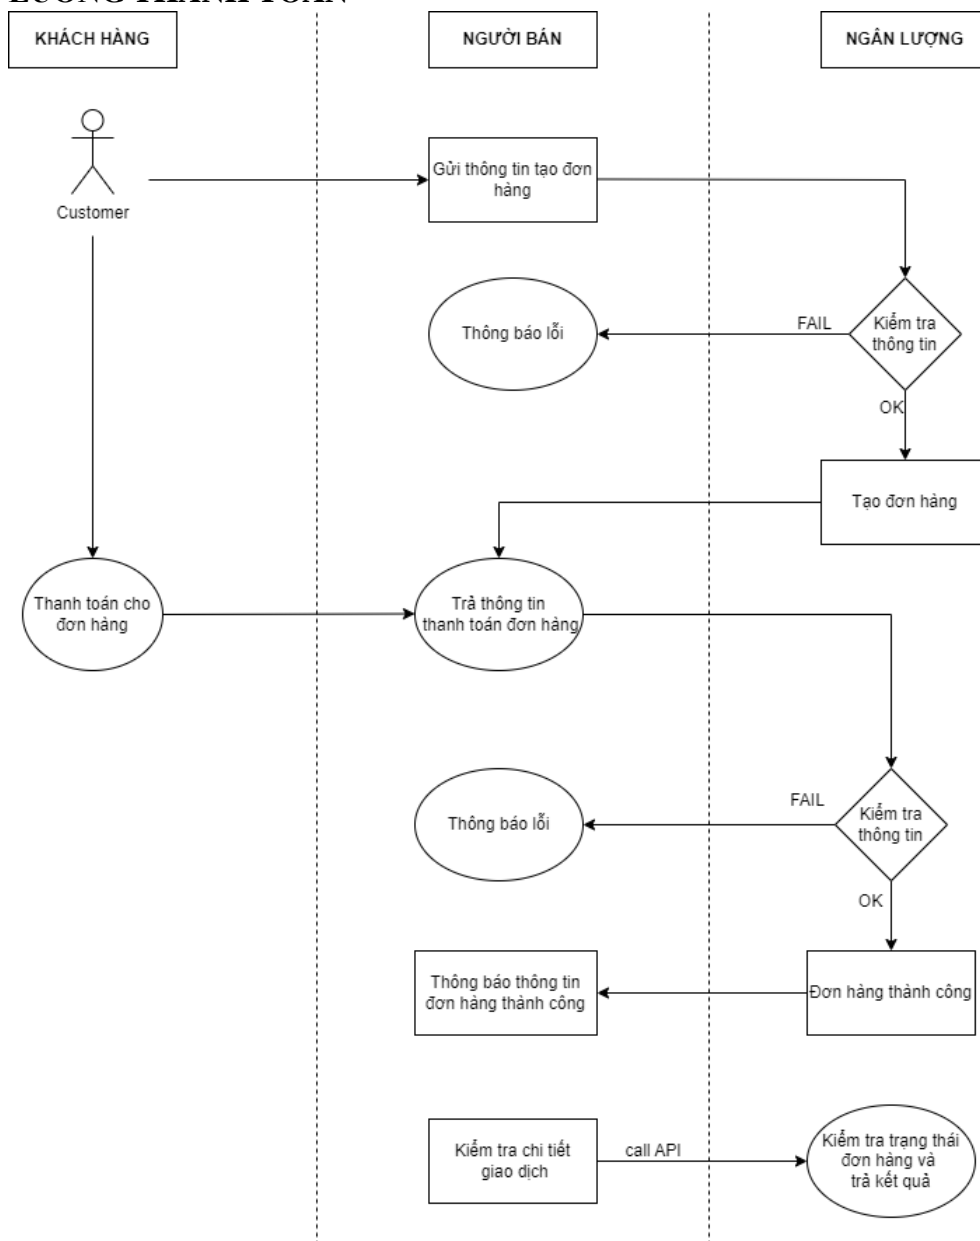 LUỒNG THANH TOÁN
KHÁCH HÀNG
NGƯỜI BÁN
NGÂN LƯỢNG
Customer
Gửi thông tin tạo đơn
hàng
Thông báo lỗi
FAIL
Kiểm tra
thông tin
OK
Tạo đơn hàng
Thanh toán cho
đơn hàng
Trả thông tin
thanh toán đơn hàng
Thông báo lỗi
FAIL
Kiểm tra
thông tin
OK
Thông báo thông tin
đơn hàng thành công
Đơn hàng thành công
Kiểm tra chi tiết
giao dịch
call API
Kiểm tra trạng thái
đơn hàng và
trả kết quả